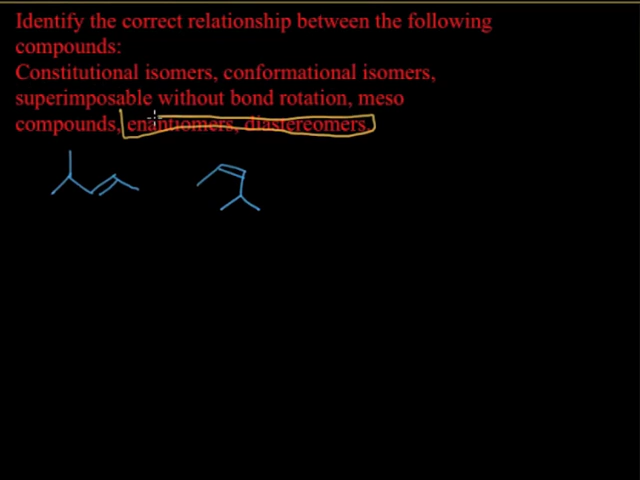 Identify the correct relationship between the following
compounds:
Constitutional isomers, conformational isomers,
superimposable without bond rotation, meso
compounds, enantiomers, diastereomers.